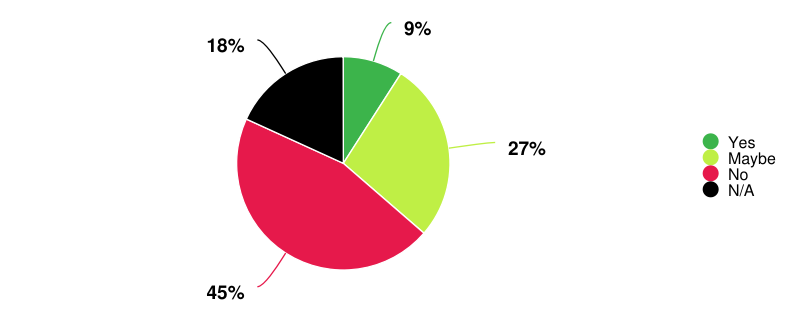 9%
18%
27%
45%
Yes
Maybe
No
N/A